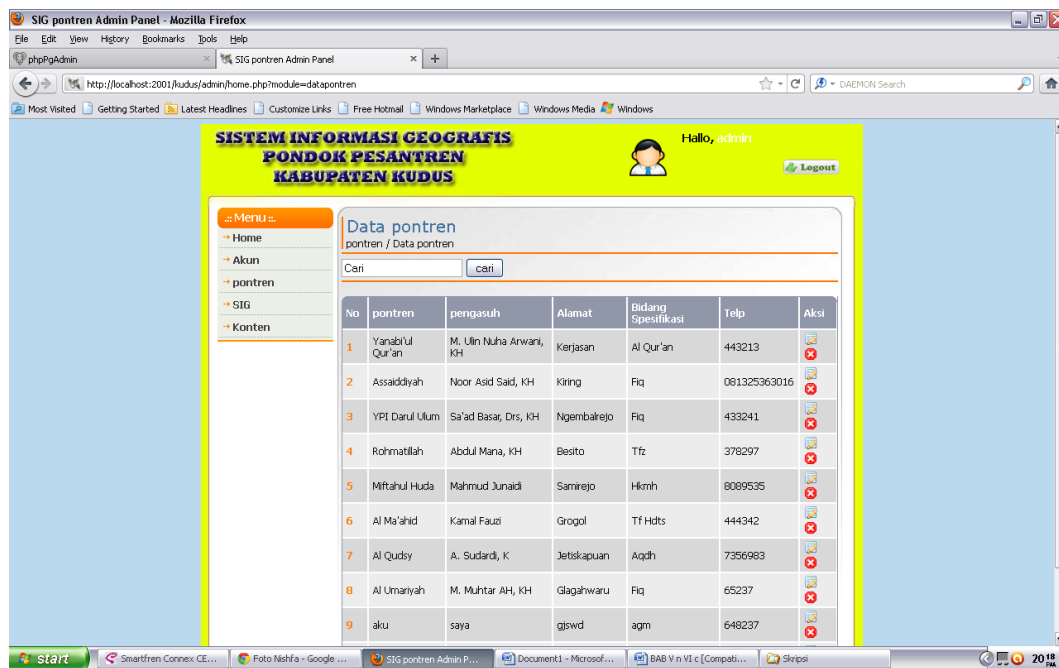 SIG pontren Admin Panel - Mozilla Firefox
File Edit View History Bookmarks Tools Help
phpPgAdmin
SIG pontren Admin Panel
http://localhost:2001/kudus/admin/home.php?module=datapontren
DAEMON Search
Most Visited Getting Started Latest Headlines Customize Links Free Hotmail Windows Marketplace Windows Media Windows
SISTEM INFORMASI GEOGRAFIS
PONDOK PESANTREN
KABUPATEN KUDUS
Hallo, admin
Logout
.:: Menu ::.
Home
Akun
pontren
SIG
Konten
Data pontren
pontren / Data pontren
Cari cari
No pontren pengasuh Alamat Bidang Spesifikasi Telp Aksi
1 Yanabi'ul Qur'an M. Ulin Nuha Arwani, KH Kerjasan Al Qur'an 443213
2 Assaiddiyah Noor Asid Said, KH Kiring Fiq 081325363016
3 YPI Darul Ulum Sa'ad Basar, Drs, KH Ngembalrejo Fiq 433241
4 Rohmatillah Abdul Mana, KH Besito Tfz 378297
5 Miftahul Huda Mahmud Junaidi Samirejo Hkmh 8089535
6 Al Ma'ahid Kamal Fauzi Grogol Tf Hdts 444342
7 Al Qudsy A. Sudardi, K Jetiskapuan Aqdh 7356983
8 Al Umariyah M. Muhtar AH, KH Glagahwaru Fiq 65237
9 aku saya gjswd agm 648237
start
Smartfren Connex CE...
Foto Nishfa - Google ...
SIG pontren Admin P...
Document1 - Microsof...
BAB V n VI c [Compati...
Skripsi